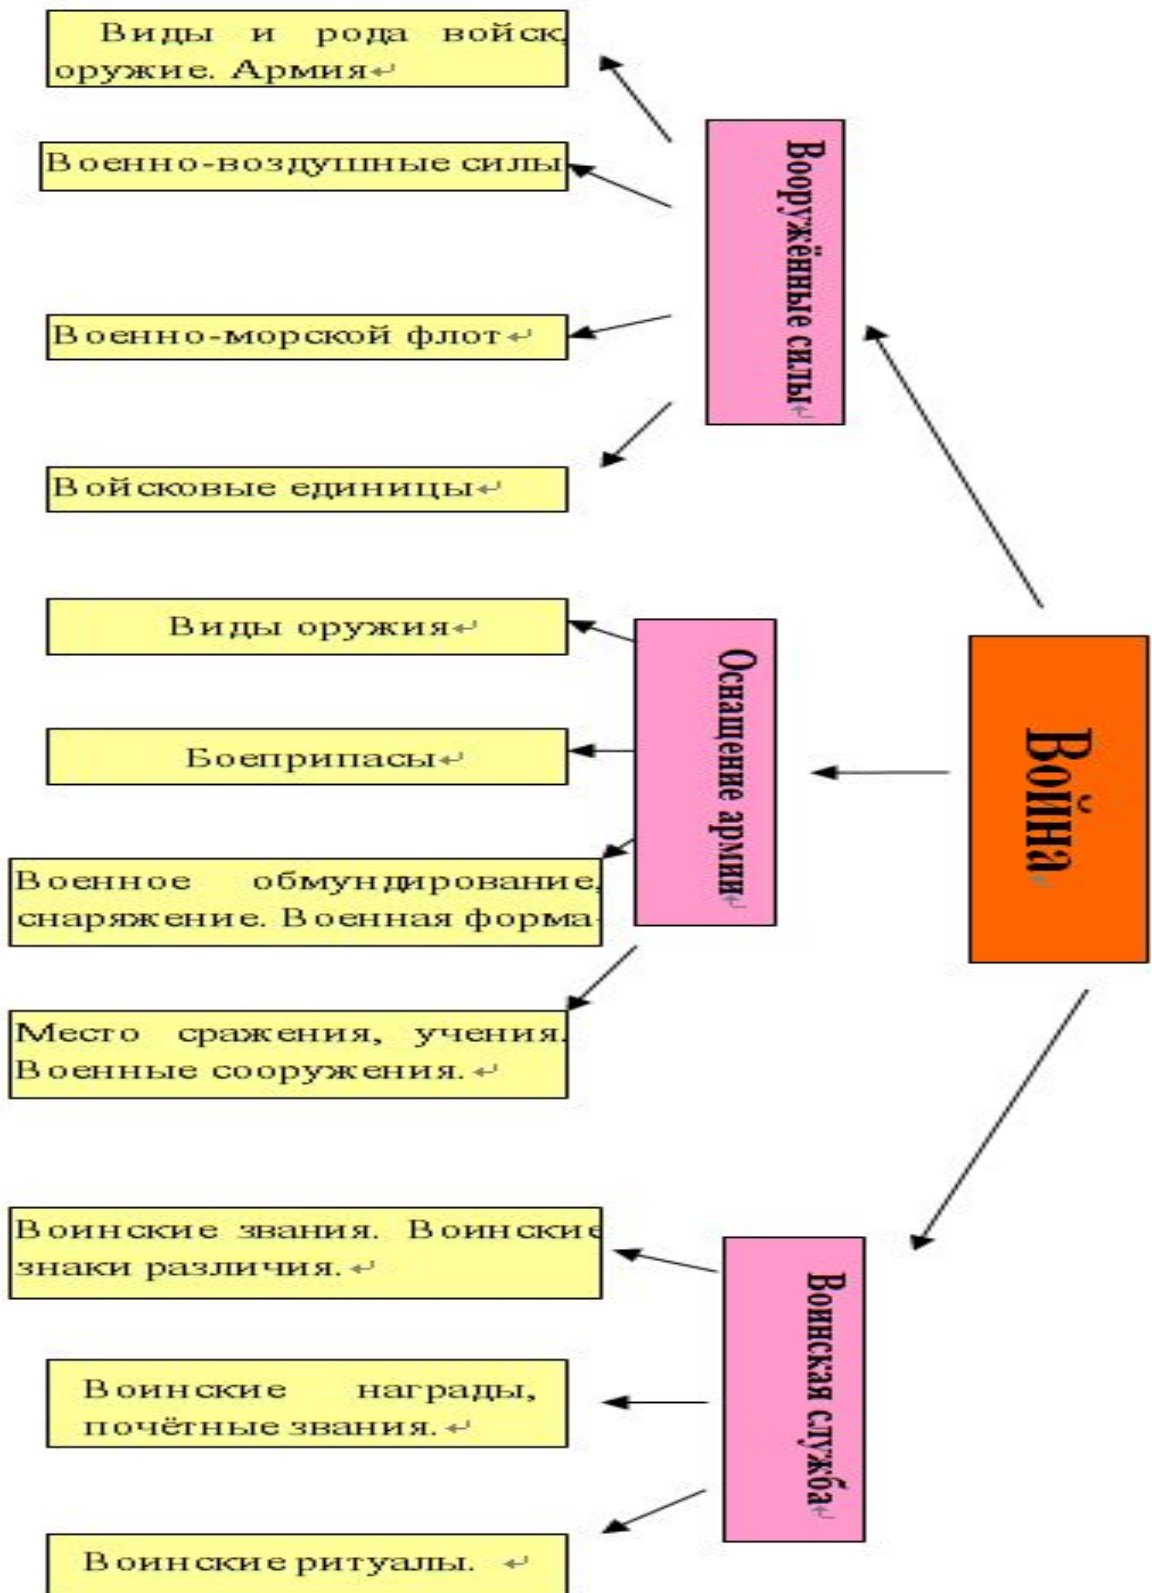 Война
Вооружённые силы
Виды и рода войск,
оружие. Армия
Военно-воздушные силы
Военно-морской флот
Войсковые единицы
Оснащение армии
Виды оружия
Боеприпасы
Военное обмундирование,
снаряжение. Военная форма
Место сражения, учения.
Военные сооружения.
Воинская служба
Воинские звания. Воинские
знаки различия.
Воинские награды,
почётные звания.
Воинские ритуалы.